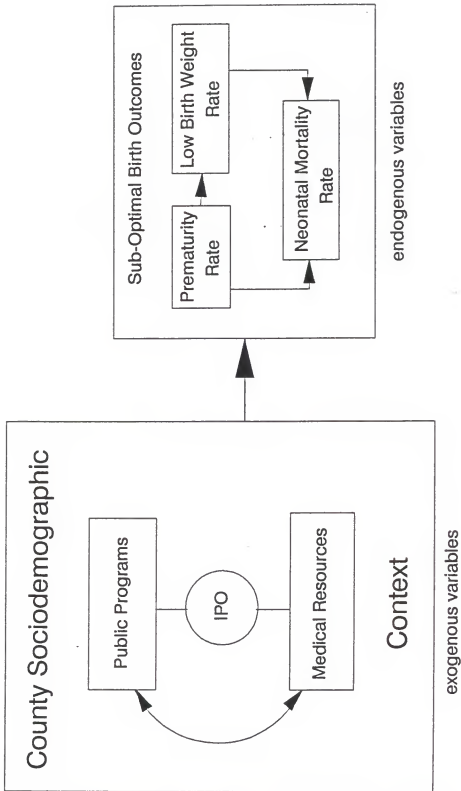 County Sociodemographic
Public Programs
IPO
Medical Resources
Context
exogenous variables
Sub-Optimal Birth Outcomes
Prematurity
Rate
Low Birth Weight
Rate
Neonatal Mortality
Rate
endogenous variables